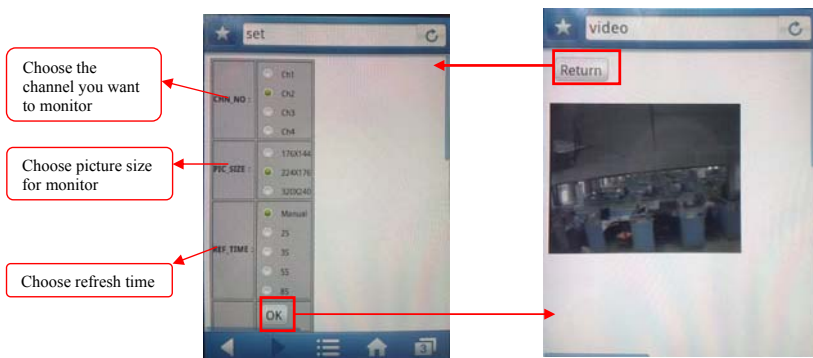 set
Choose the
channel you want
to monitor
CHN_NO :
Ch1
Ch2
Ch3
Ch4
Choose picture size
for monitor
PIC_SIZE :
176X144
224X176
320X240
Choose refresh time
REF_TIME :
Manual
2S
3S
5S
8S
OK
3
video
Return